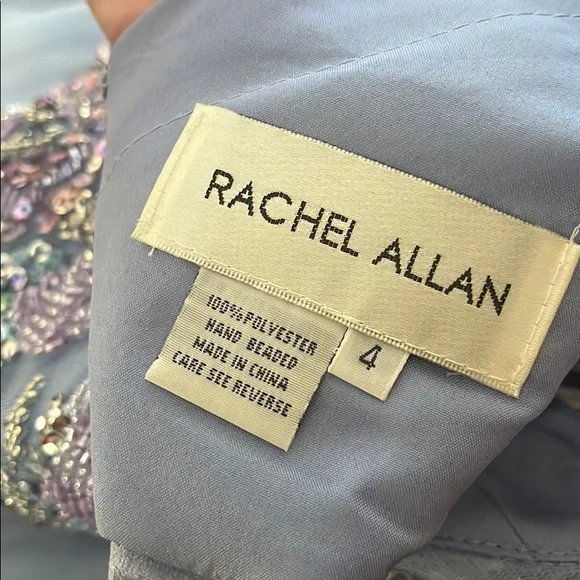 RACHEL ALLAN
100% POLYESTER
HAND BEADED
MADE IN CHINA
CARE SEE REVERSE
4